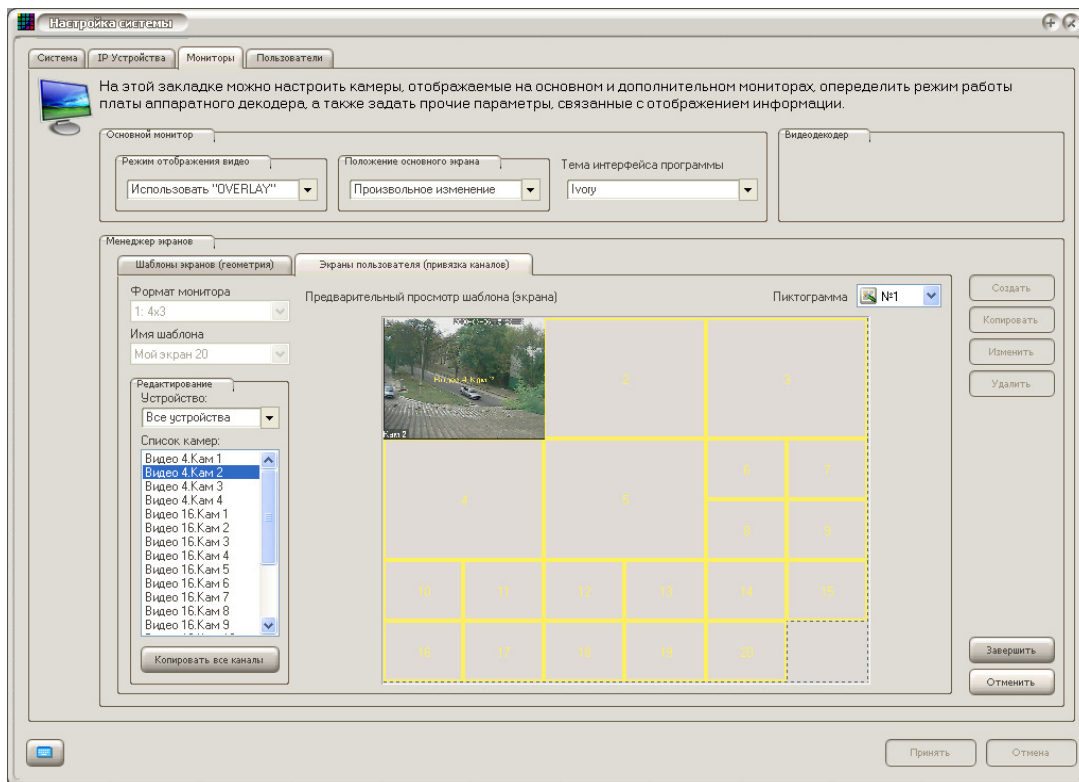 Настройка системы
Система
IP Устройства
Мониторы
Пользователи
На этой закладке можно настроить камеры, отображаемые на основном и дополнительном мониторах, определить режим работы
платы аппаратного декодера, а также задать прочие параметры, связанные с отображением информации.
Основной монитор
Видеодекодер
Режим отображения видео
Положение основного экрана
Тема интерфейса программы
Использовать "OVERLAY"
Произвольное изменение
Ivory
Менеджер экранов
Шаблоны экранов (геометрия)
Экраны пользователя (привязка каналов)
Формат монитора
Предварительный просмотр шаблона (экрана)
Пиктограмма
№1
Создать
1: 4x3
Копировать
Имя шаблона
Изменить
Мой экран 20
Удалить
Редактирование
Устройство:
Все устройства
Список камер:
Видео 4.Кам 1
Видео 4.Кам 2
Видео 4.Кам 3
Видео 4.Кам 4
Видео 16.Кам 1
Видео 16.Кам 2
Видео 16.Кам 3
Видео 16.Кам 4
Видео 16.Кам 5
Видео 16.Кам 6
Видео 16.Кам 7
Видео 16.Кам 8
Видео 16.Кам 9
Копировать все каналы
Видео 4.Кам 2
Кам 2
2
3
4
5
6
7
8
9
10
11
12
13
14
15
16
17
18
19
20
Завершить
Отменить
Принять
Отмена